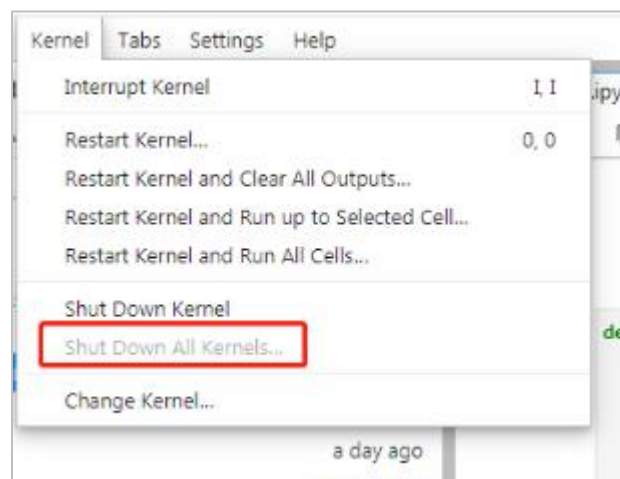 Kernel Tabs Settings Help
Interrupt Kernel I, I
.ipy
Restart Kernel... 0, 0
Restart Kernel and Clear All Outputs...
Restart Kernel and Run up to Selected Cell...
Restart Kernel and Run All Cells...
Shut Down Kernel
de
Shut Down All Kernels...
Change Kernel...
a day ago